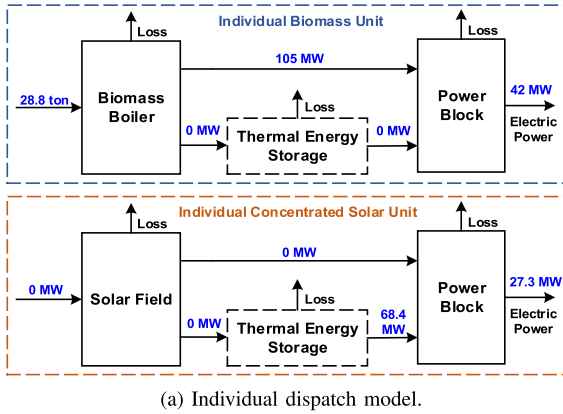 Individual Biomass Unit
Loss
Loss
105 MW
28.8 ton
Biomass
Boiler
Loss
Power
Block
42 MW
Electric
Power
0 MW
Thermal Energy
Storage
0 MW
Individual Concentrated Solar Unit
Loss
Loss
0 MW
0 MW
Solar Field
Loss
Power
Block
27.3 MW
Electric
Power
0 MW
Thermal Energy
Storage
68.4
MW
(a) Individual dispatch model.